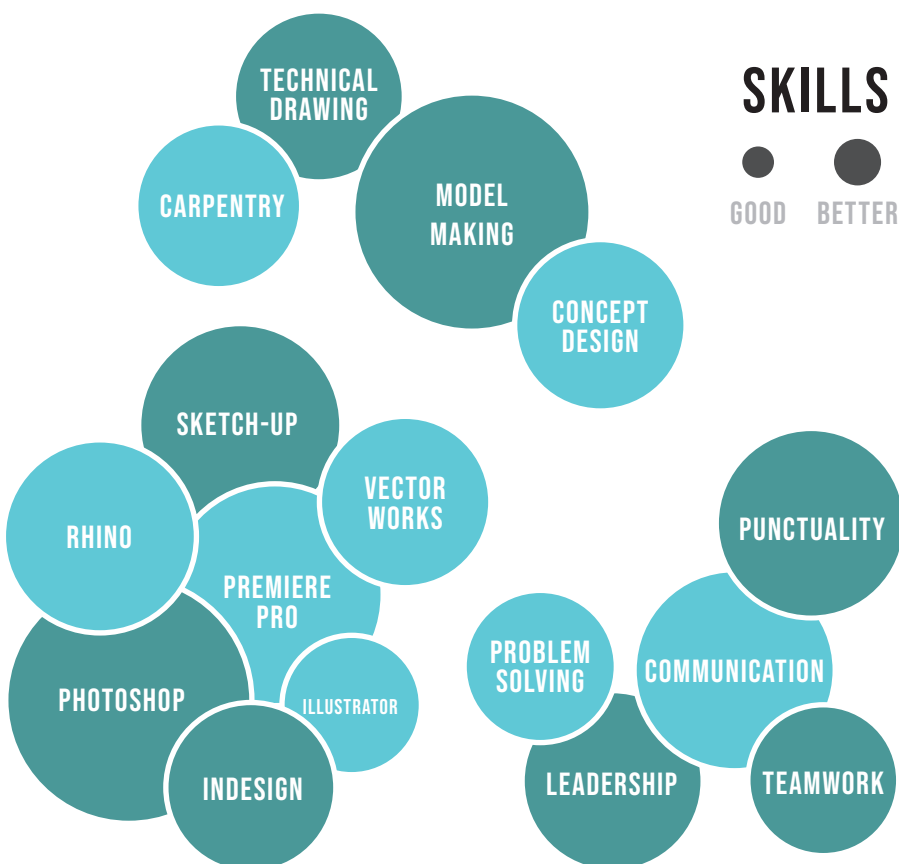 SKILLS
GOOD
BETTER
TECHNICAL
DRAWING
CARPENTRY
MODEL
MAKING
CONCEPT
DESIGN
SKETCH-UP
RHINO
VECTOR
WORKS
PREMIERE
PRO
PHOTOSHOP
ILLUSTRATOR
INDESIGN
PUNCTUALITY
PROBLEM
SOLVING
COMMUNICATION
LEADERSHIP
TEAMWORK